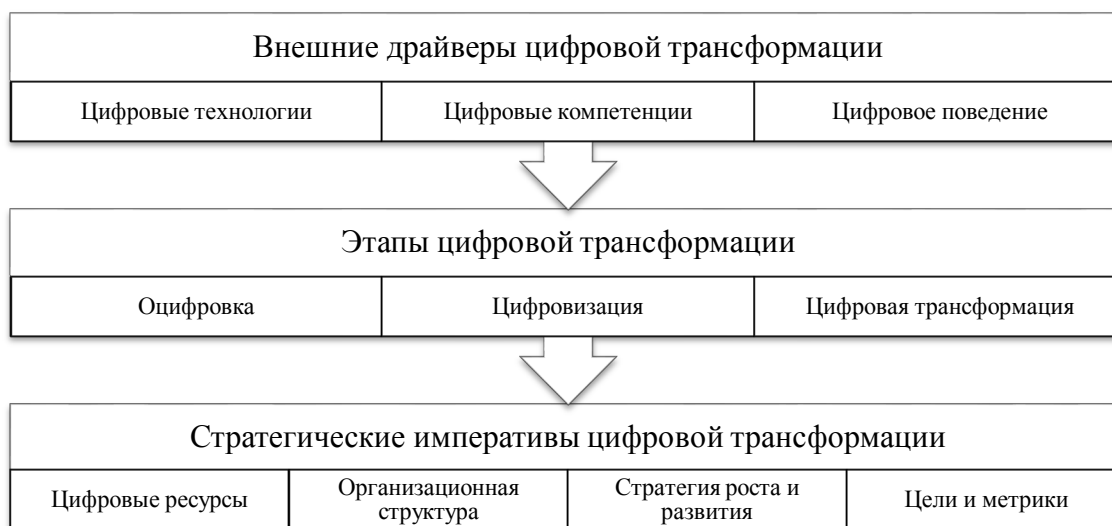 Внешние драйверы цифровой трансформации
Цифровые технологии
Цифровые компетенции
Цифровое поведение
Этапы цифровой трансформации
Оцифровка
Цифровизация
Цифровая трансформация
Стратегические императивы цифровой трансформации
Цифровые ресурсы
Организационная
структура
Стратегия роста и
развития
Цели и метрики